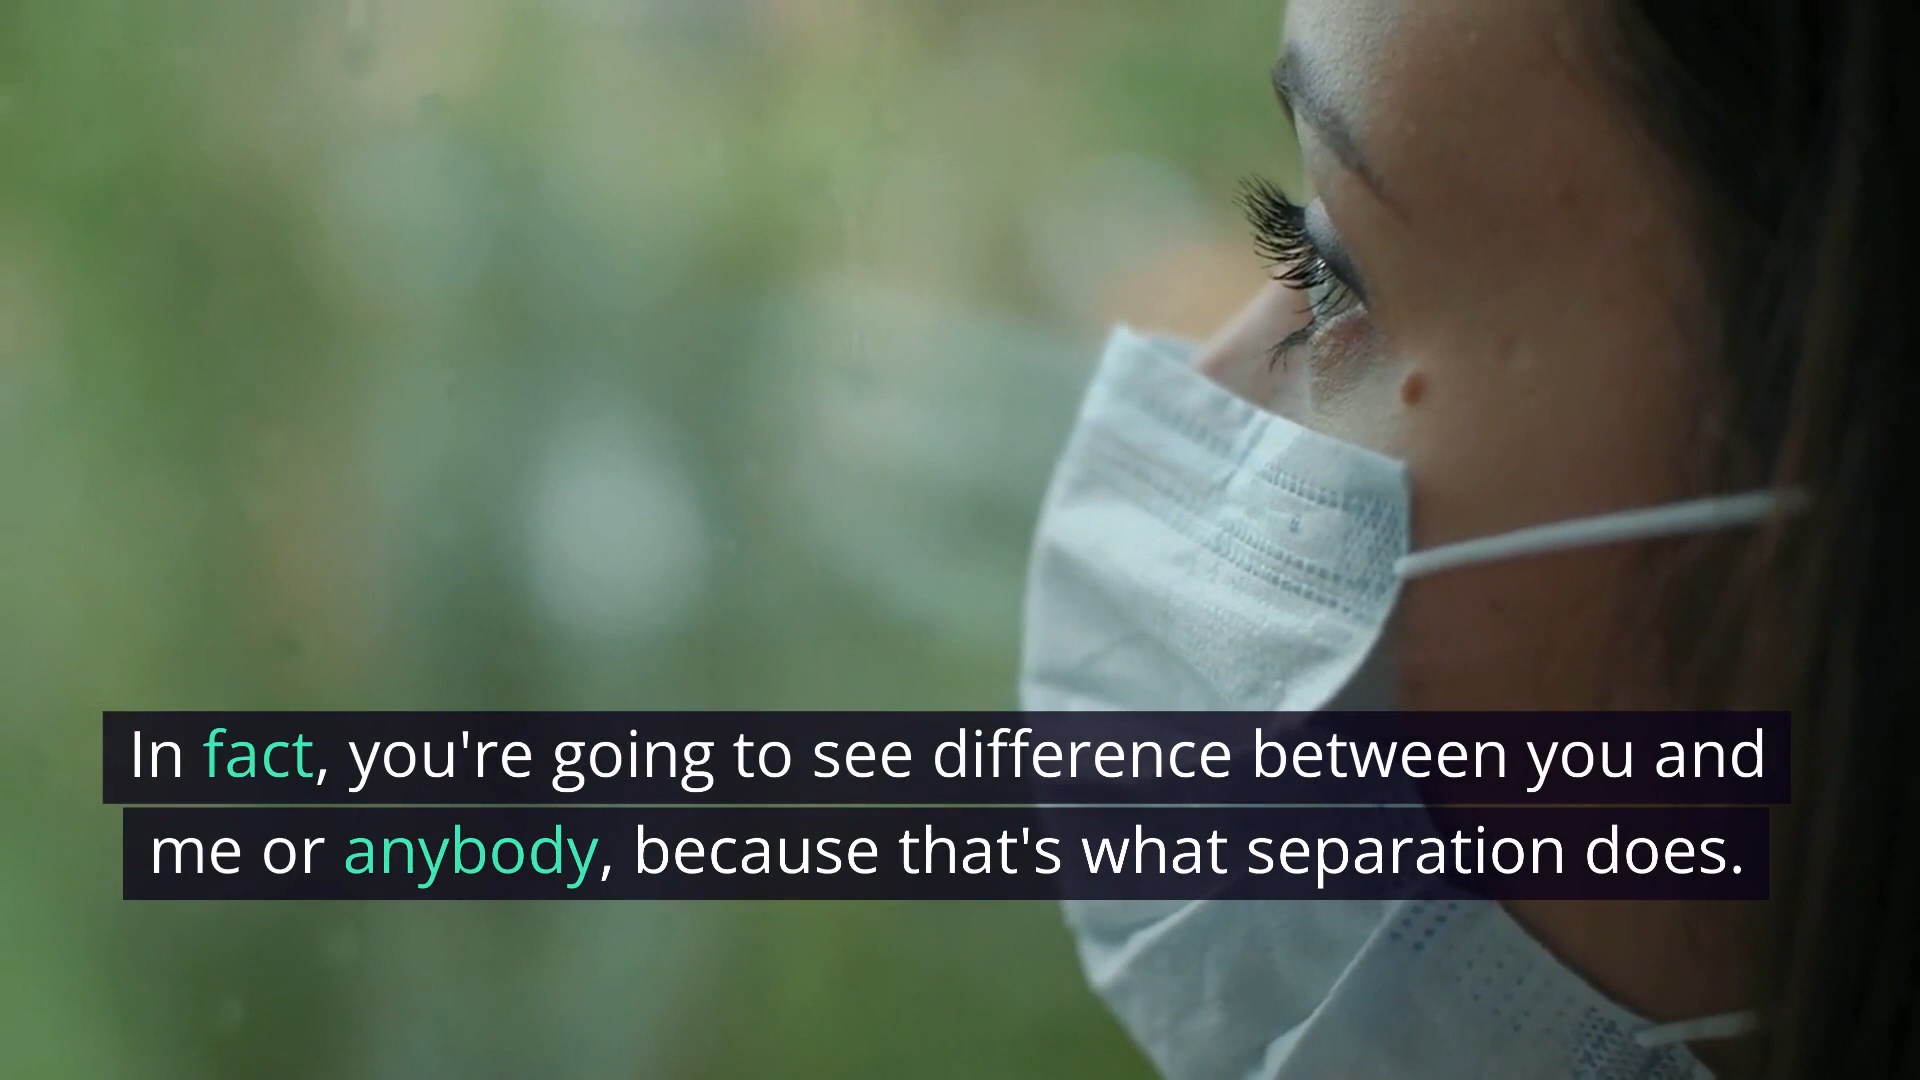 In fact, you're going to see difference between you and
me or anybody, because that's what separation does.